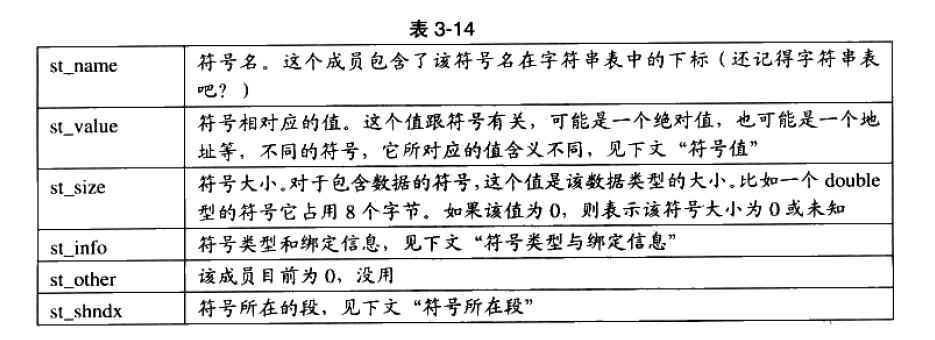 表 3-14
st_name 符号名。这个成员包含了该符号名在字符串表中的下标（还记得字符串表
吧？）
st_value 符号相对应的值。这个值跟符号有关，可能是一个绝对值，也可能是一个地
址等，不同的符号，它所对应的值含义不同，见下文“符号值”
st_size 符号大小。对于包含数据的符号，这个值是该数据类型的大小。比如一个 double
型的符号它占用 8 个字节。如果该值为 0，则表示该符号大小为 0 或未知
st_info 符号类型和绑定信息，见下文“符号类型与绑定信息”
st_other 该成员目前为 0，没用
st_shndx 符号所在的段，见下文“符号所在段”